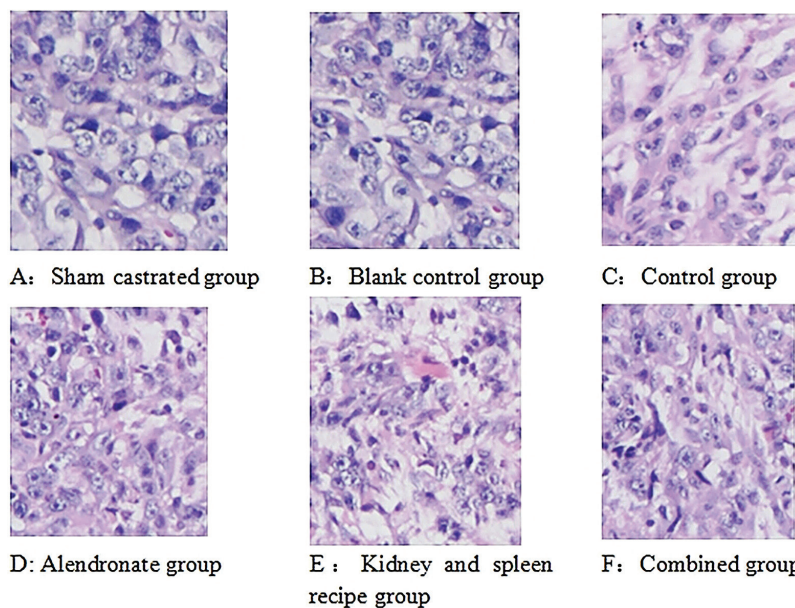 A：Sham castrated group
B：Blank control group
C：Control group
D: Alendronate group
E： Kidney and spleen
recipe group
F：Combined group